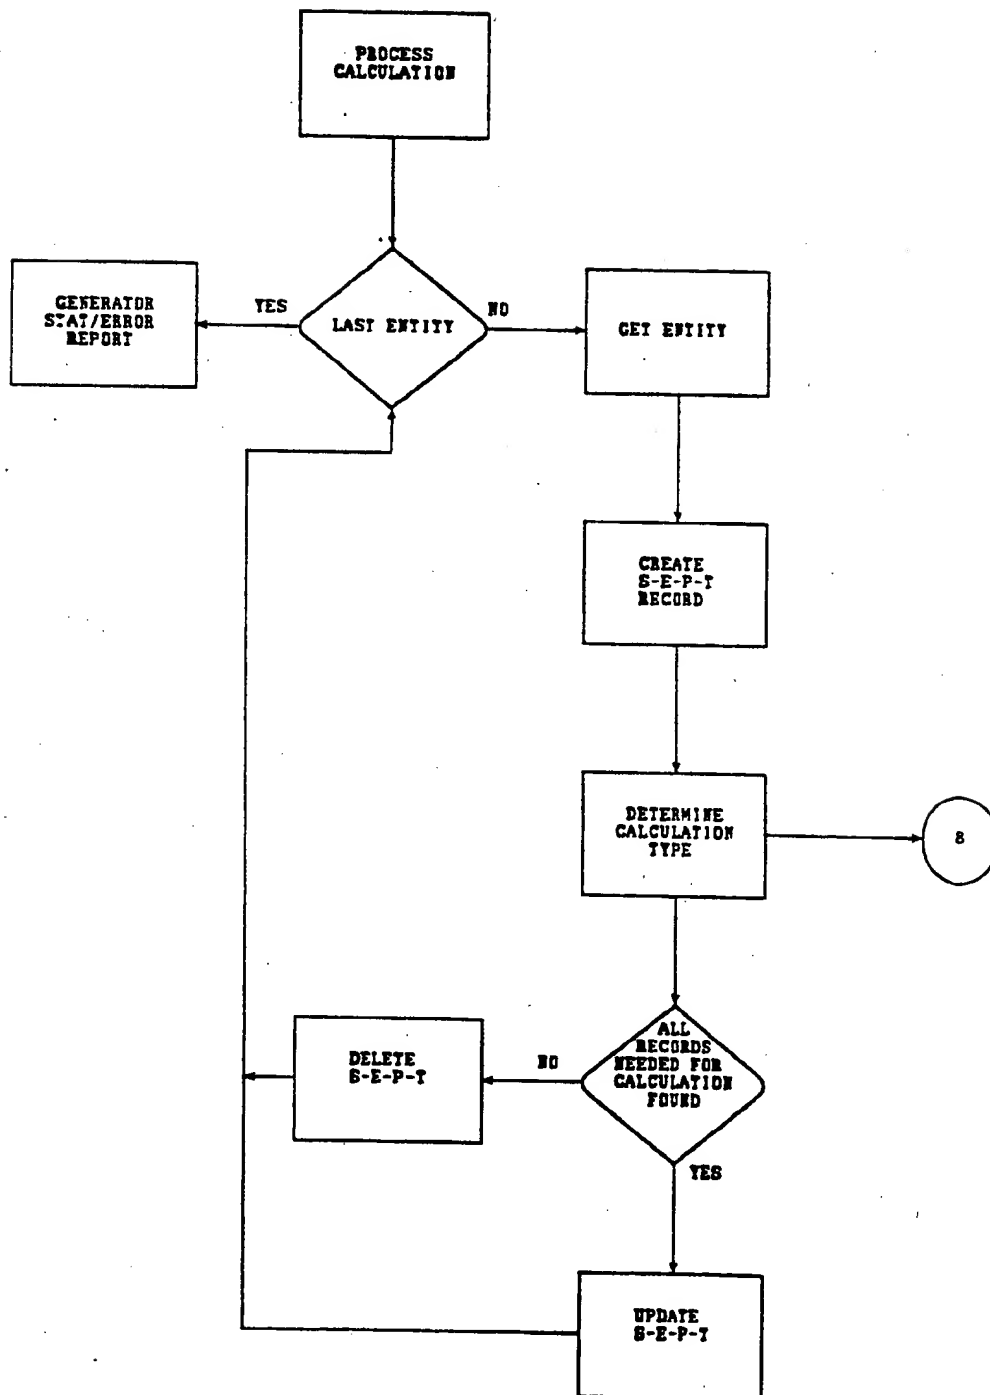 PROCESS
CALCULATION
GENERATOR
STAT/ERROR
REPORT
YES
LAST ENTITY
NO
GET ENTITY
CREATE
S-E-P-T
RECORD
DETERMINE
CALCULATION
TYPE
8
DELETE
S-E-P-T
NO
ALL
RECORDS
NEEDED FOR
CALCULATION
FOUND
YES
UPDATE
S-E-P-T